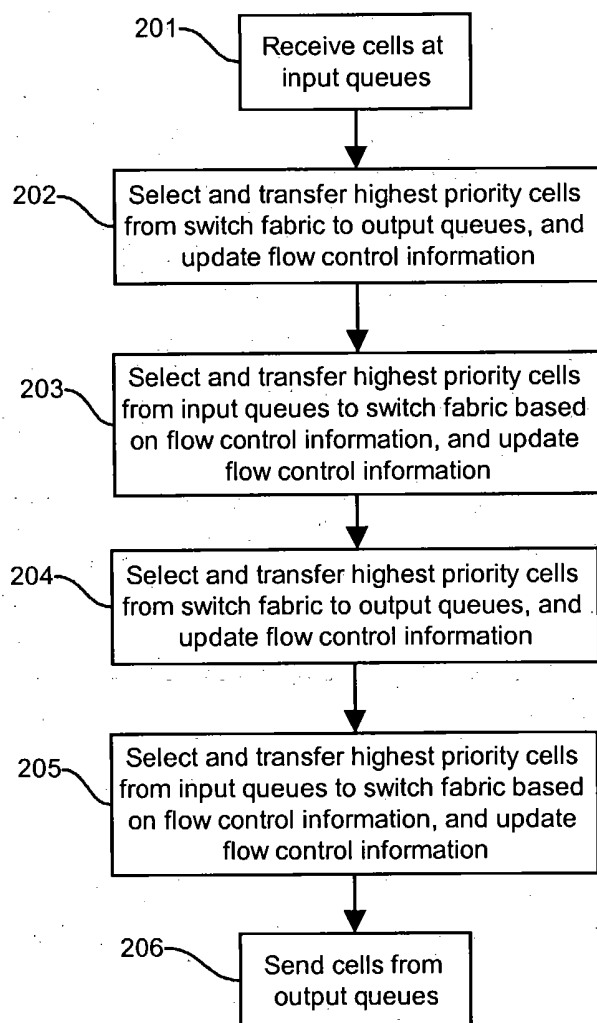 201
Receive cells at
input queues
202
Select and transfer highest priority cells
from switch fabric to output queues, and
update flow control information
203
Select and transfer highest priority cells
from input queues to switch fabric based
on flow control information, and update
flow control information
204
Select and transfer highest priority cells
from switch fabric to output queues, and
update flow control information
205
Select and transfer highest priority cells
from input queues to switch fabric based
on flow control information, and update
flow control information
206
Send cells from
output queues